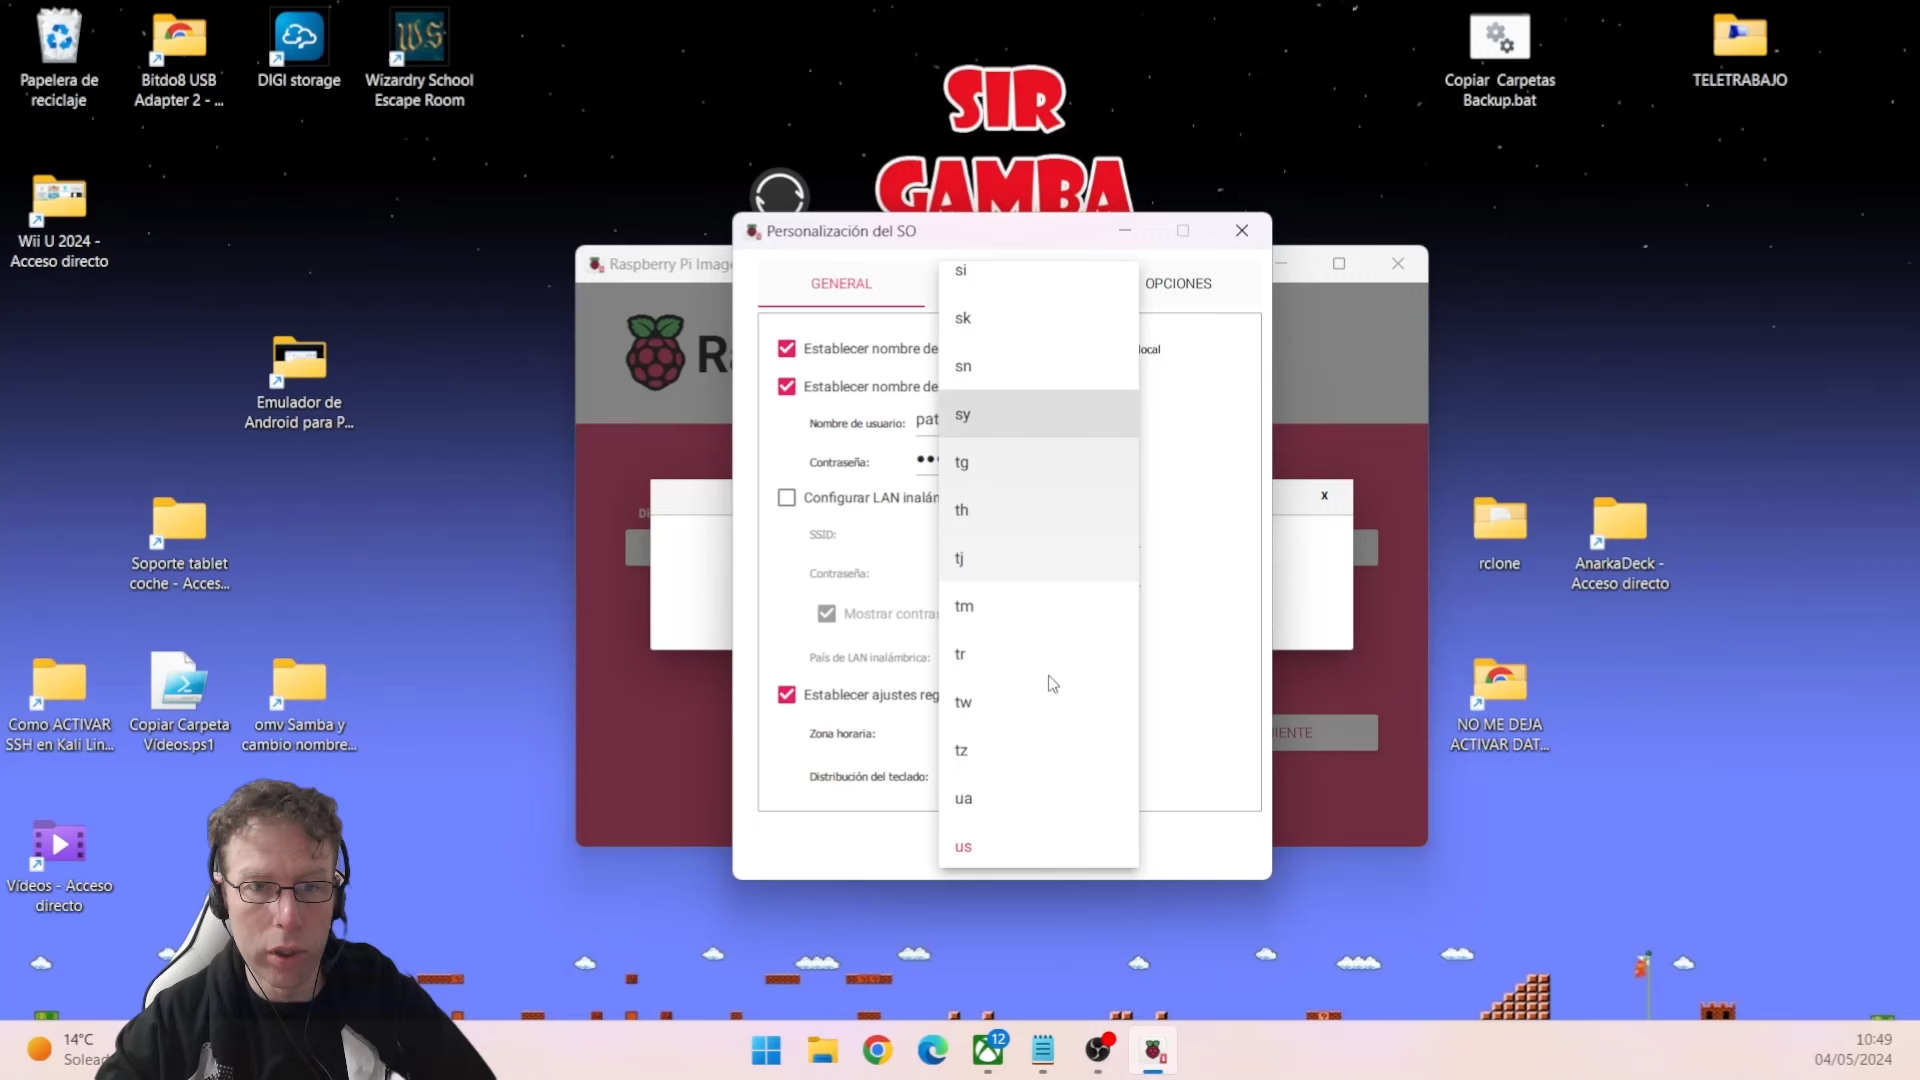 Papelera de
reciclaje
Bitdo8 USB
Adapter 2 - ...
DIGI storage
WS
Wizardry School
Escape Room
Copiar Carpetas
Backup.bat
TELETRABAJO
SIR
GAMBA
Wii U 2024 -
Acceso directo
Emulador de
Android para P...
Soporte tablet
coche - Acces...
Como ACTIVAR
SSH en Kali Lin...
Copiar Carpeta
Vídeos.ps1
omv Samba y
cambio nombre...
Vídeos - Acceso
directo
rclone
AnarkaDeck -
Acceso directo
NO ME DEJA
ACTIVAR DAT...
Raspberry Pi Imag
Ra
Di
x
IENTE
Personalización del SO
GENERAL
OPCIONES
Establecer nombre de
local
Establecer nombre de
Nombre de usuario:
pat
Contraseña:
Configurar LAN inalán
SSID:
Contraseña:
Mostrar contras
País de LAN inalámbrica:
Establecer ajustes reg
Zona horaria:
Distribución del teclado:
si
sk
sn
sy
tg
th
tj
tm
tr
tw
tz
ua
us
14°C
Solead
12
10:49
04/05/2024